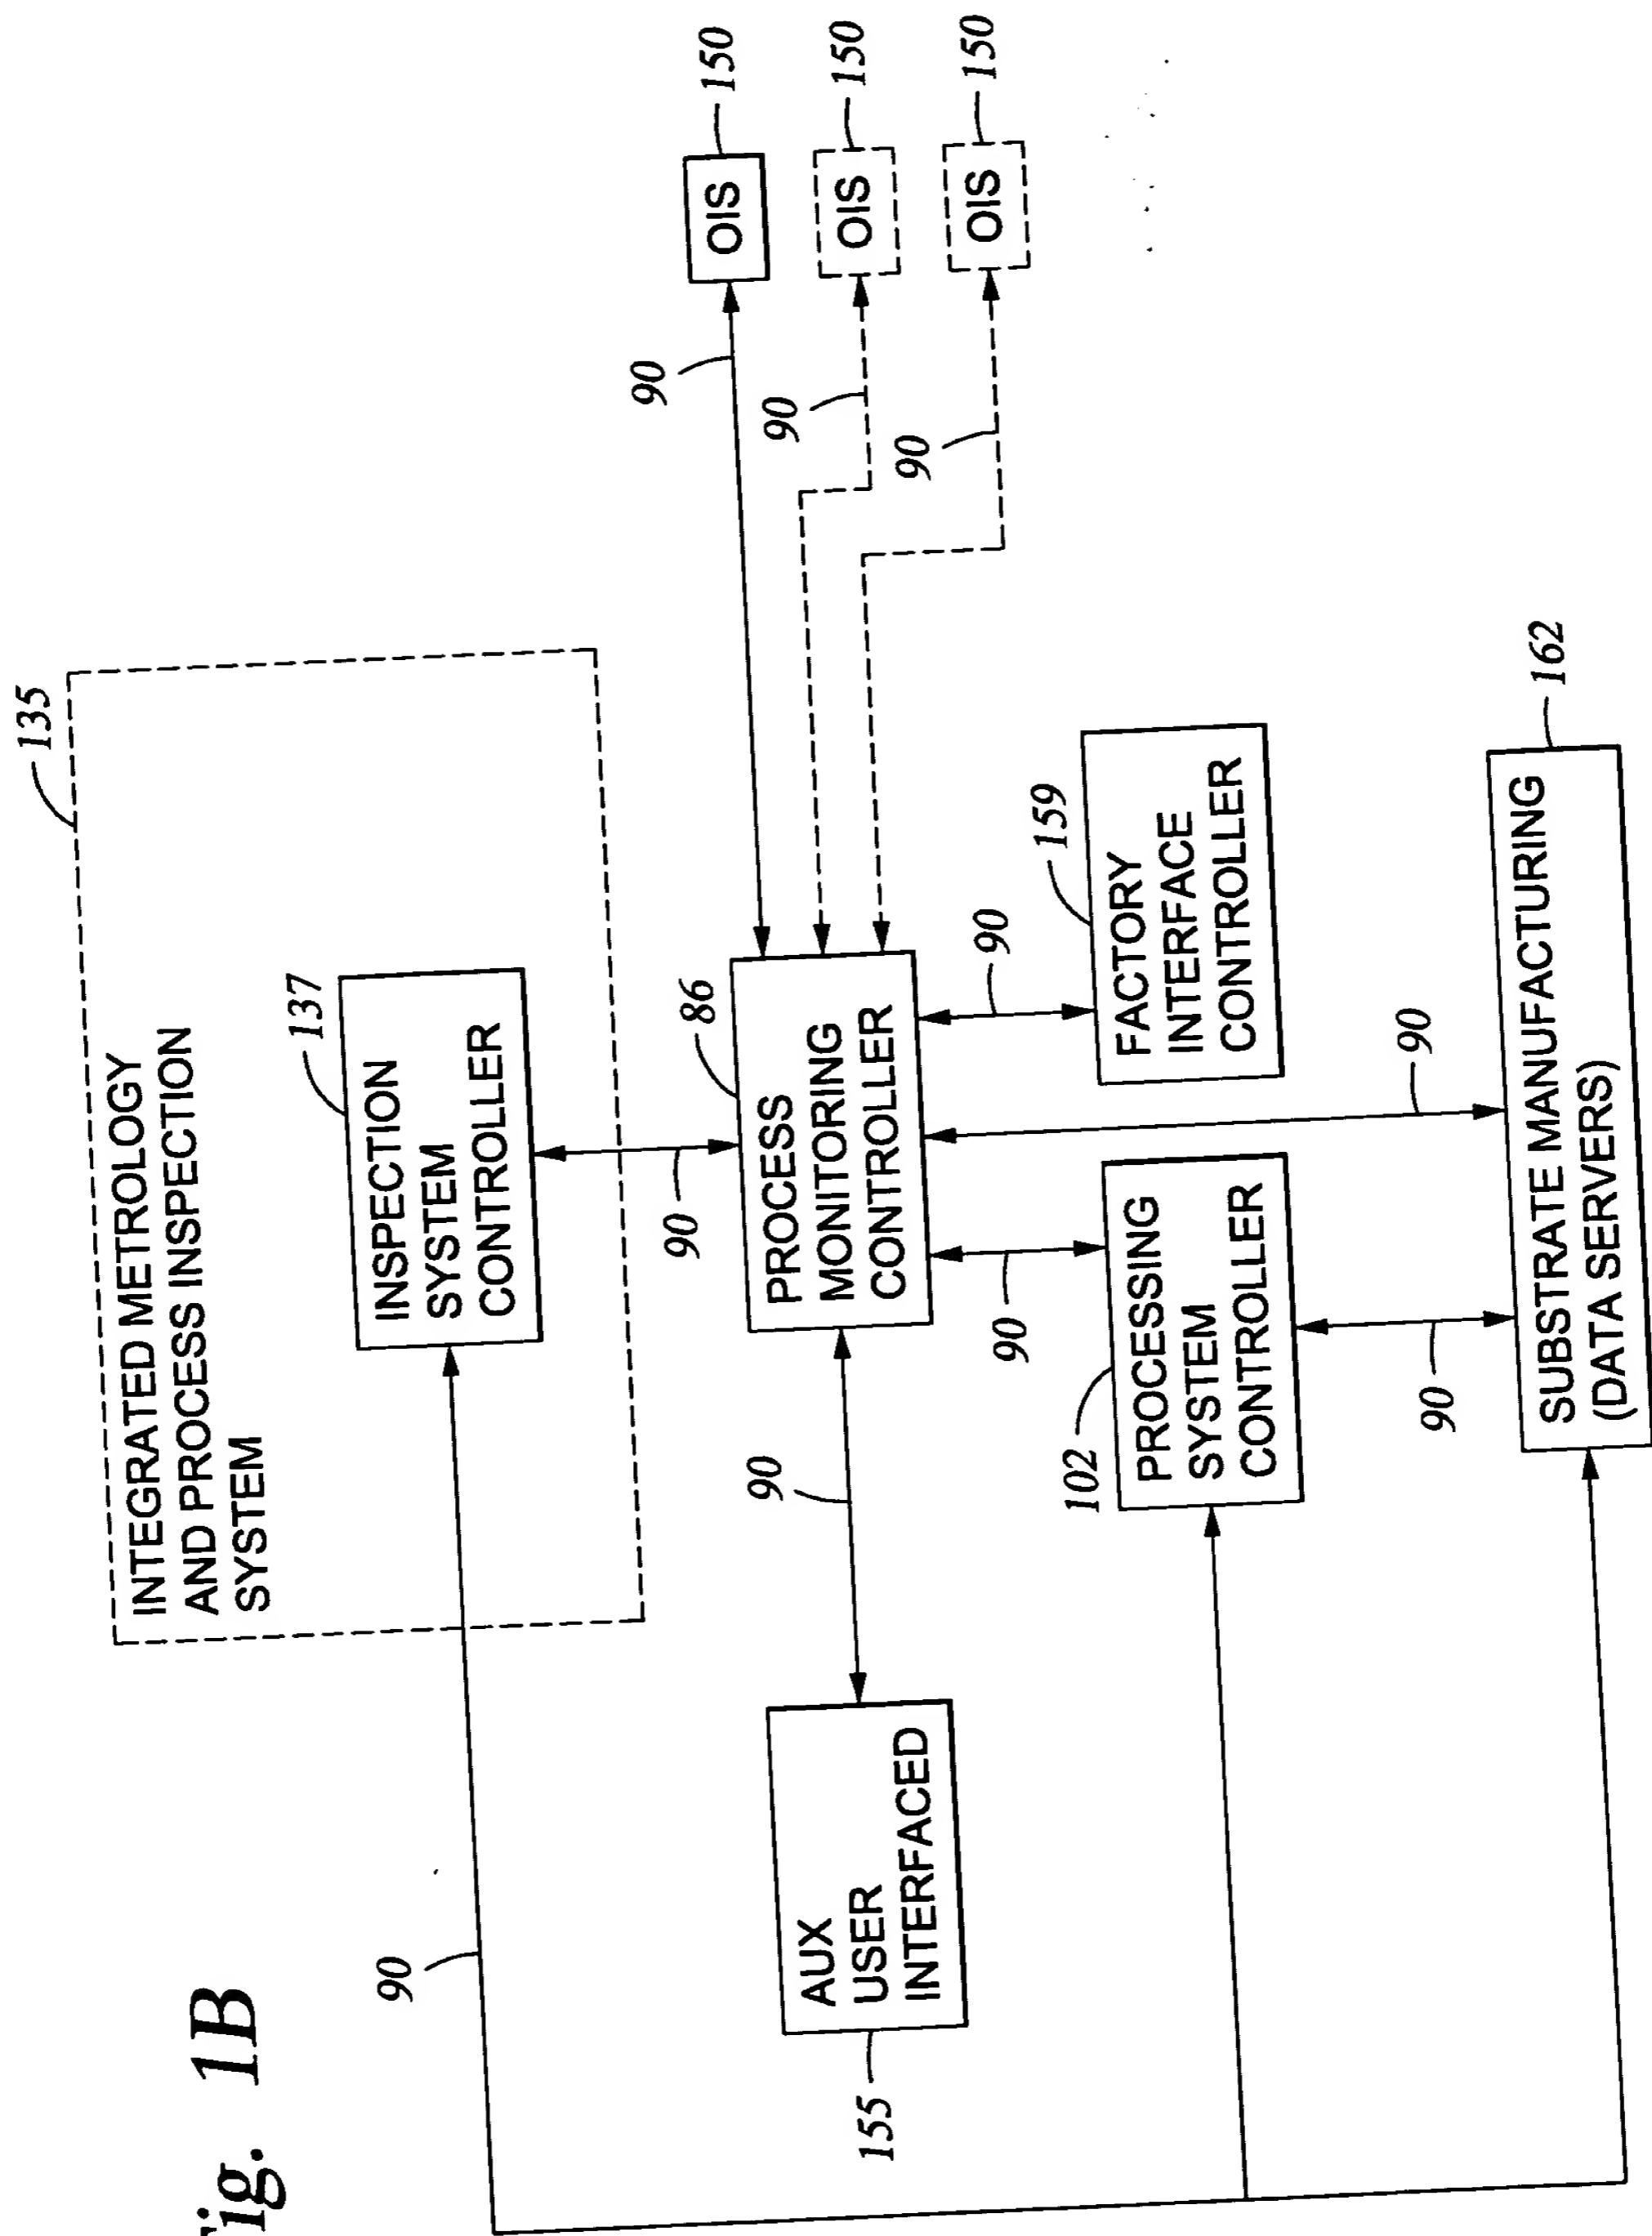 Fig. 1B
135
INTEGRATED METROLOGY
AND PROCESS INSPECTION
SYSTEM
137
INSPECTION
SYSTEM
CONTROLLER
90
90
86
PROCESS
MONITORING
CONTROLLER
90
OIS
150
90
OIS
150
90
OIS
150
90
AUX
USER
INTERFACED
155
90
102
PROCESSING
SYSTEM
CONTROLLER
90
159
FACTORY
INTERFACE
CONTROLLER
90
90
SUBSTRATE MANUFACTURING
(DATA SERVERS)
162